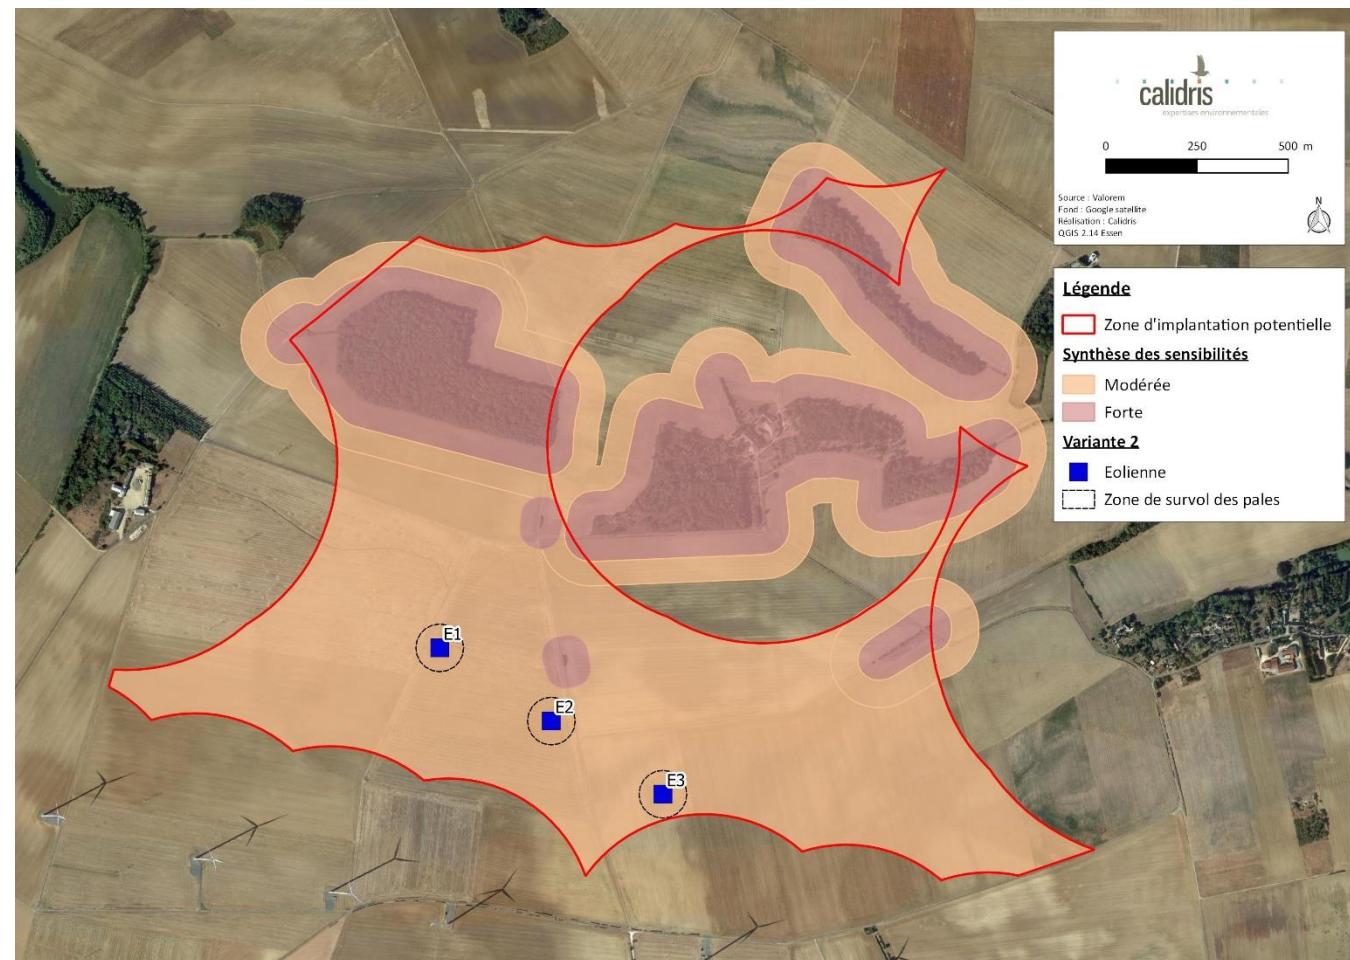 calidris
expertises environnementales
0 250 500 m
Source : Valorem
Fond : Google satellite
Réalisation : Calidris
QGIS 2.14 Essen
N
Légende
Zone d'implantation potentielle
Synthèse des sensibilités
Modérée
Forte
Variante 2
Eolienne
Zone de survol des pales
E1
E2
E3